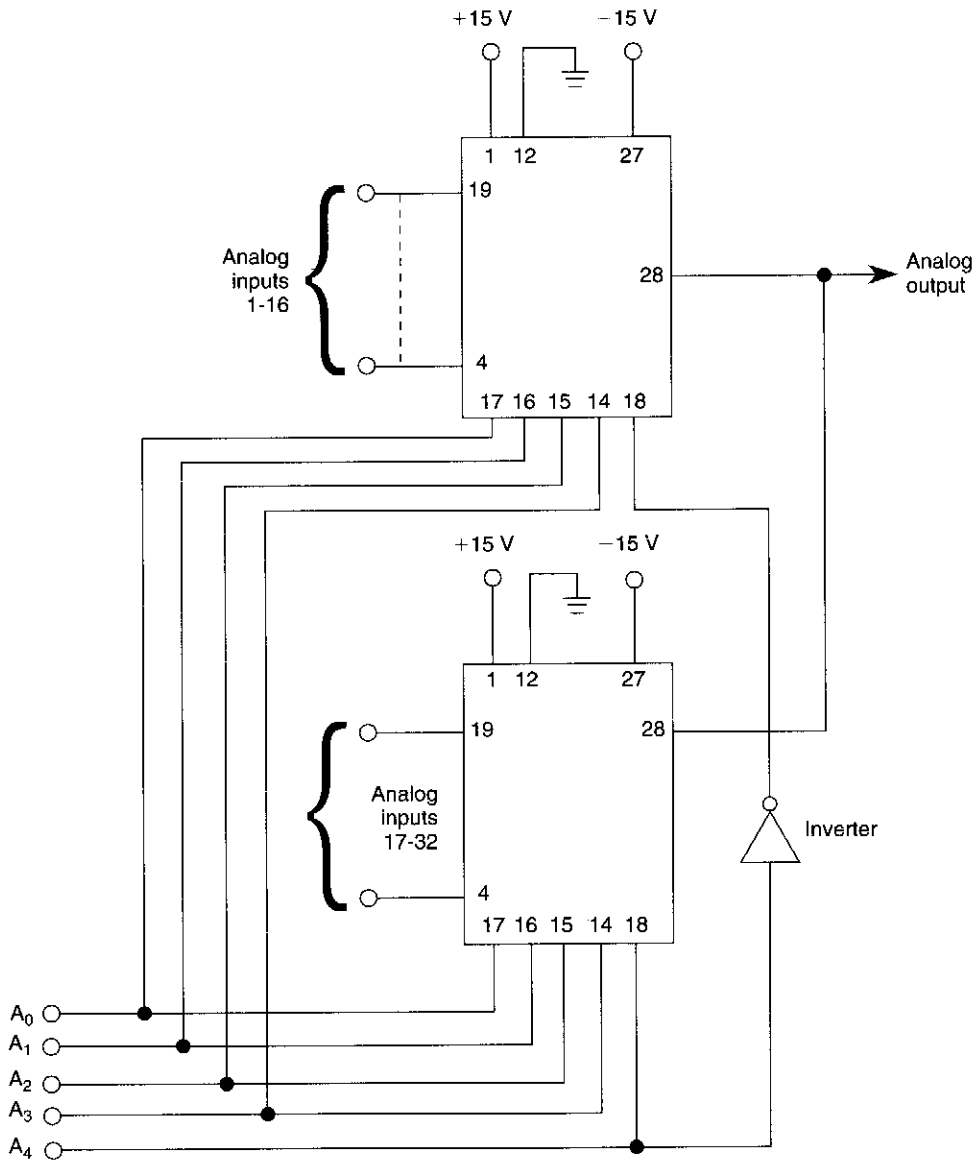 +15 V
−15 V
1
12
27
19
Analog
inputs
1-16
28
Analog
output
4
17 16 15 14 18
+15 V
−15 V
1
12
27
19
28
Analog
inputs
17-32
Inverter
4
17 16 15 14 18
A0
A1
A2
A3
A4